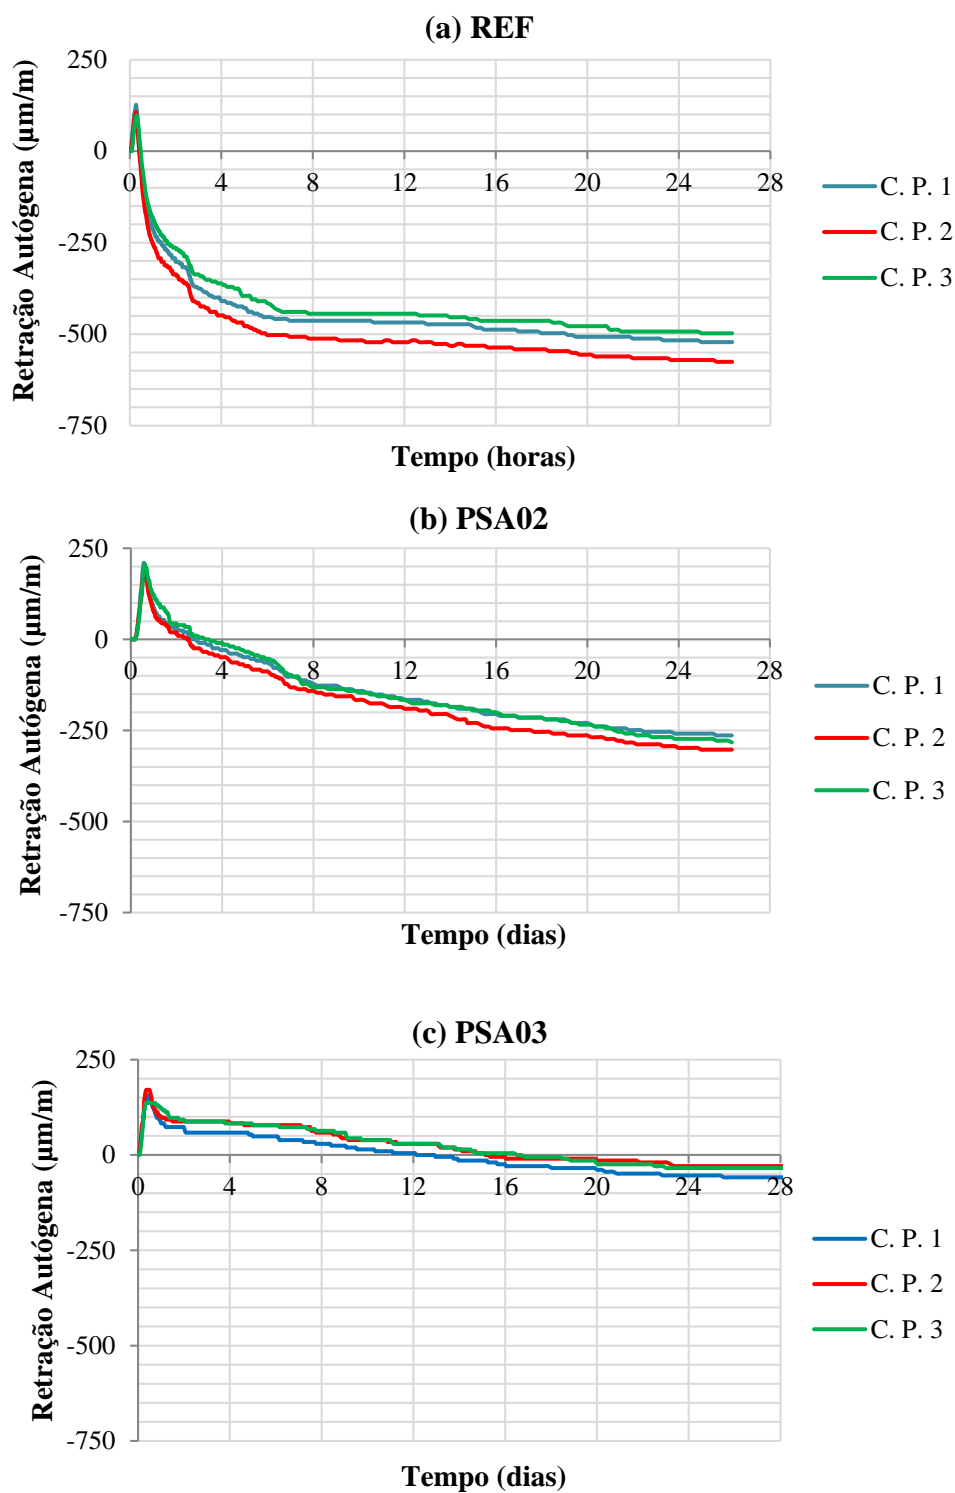 (a) REF
Retração Autógena (µm/m)
250
0
-250
-500
-750
0 4 8 12 16 20 24 28
Tempo (horas)
C. P. 1
C. P. 2
C. P. 3
(b) PSA02
Retração Autógena (µm/m)
250
0
-250
-500
-750
0 4 8 12 16 20 24 28
Tempo (dias)
C. P. 1
C. P. 2
C. P. 3
(c) PSA03
Retração Autógena (µm/m)
250
0
-250
-500
-750
0 4 8 12 16 20 24 28
Tempo (dias)
C. P. 1
C. P. 2
C. P. 3